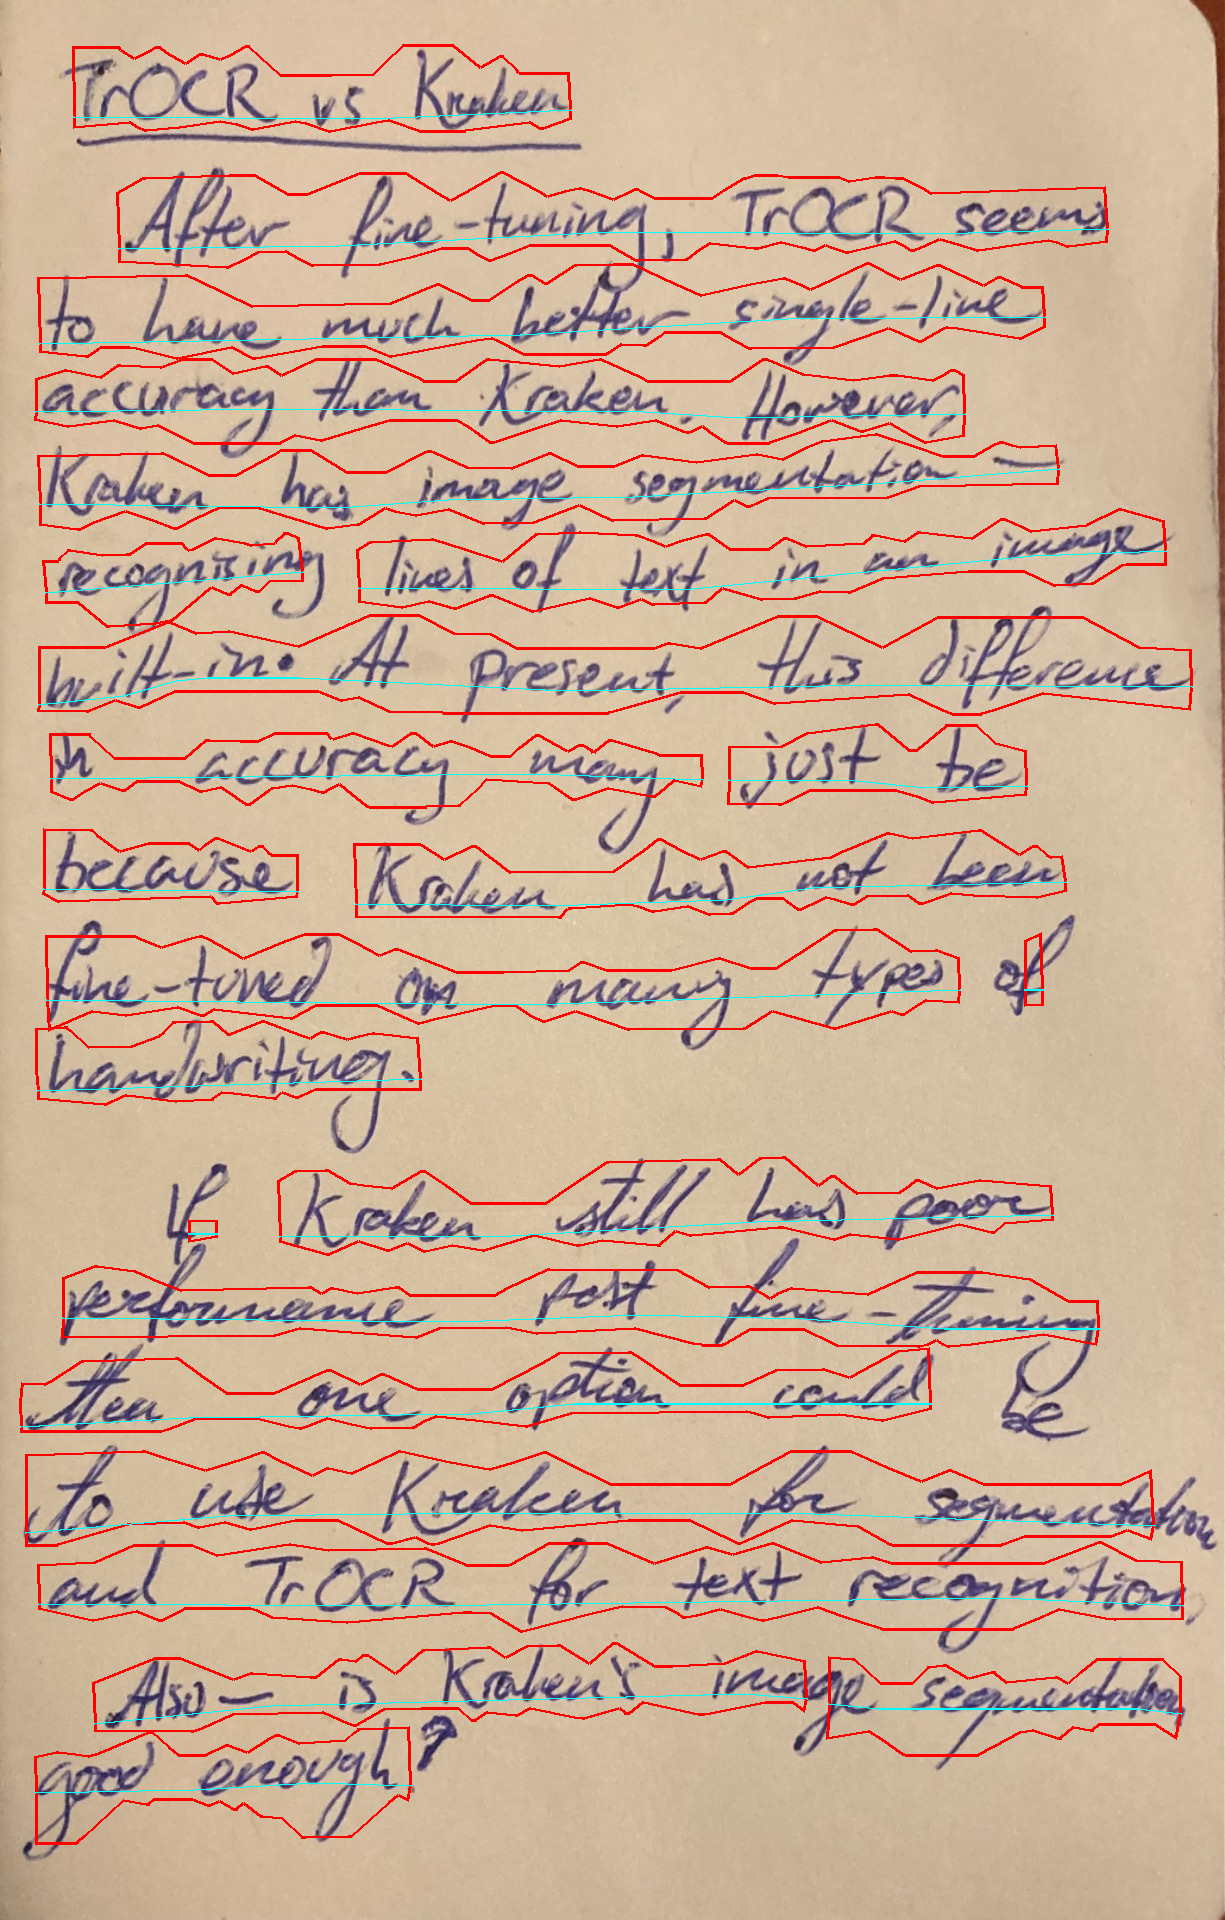 TrOCR vs Kraken
After fine-tuning, TrOCR seems
to have much better single-line
accuracy than Kraken. However,
Kraken has image segmentation —
recognising lines of text in an image
built-in. At present, this difference
in accuracy many just be
because Kraken has not been
fine-tuned on many types of
handwriting.
If Kraken still has poor
performance post fine-tuning
then one option could be
to use Kraken for segmentation
and TrOCR for text recognition.
Also — is Kraken's image segmentation
good enough?